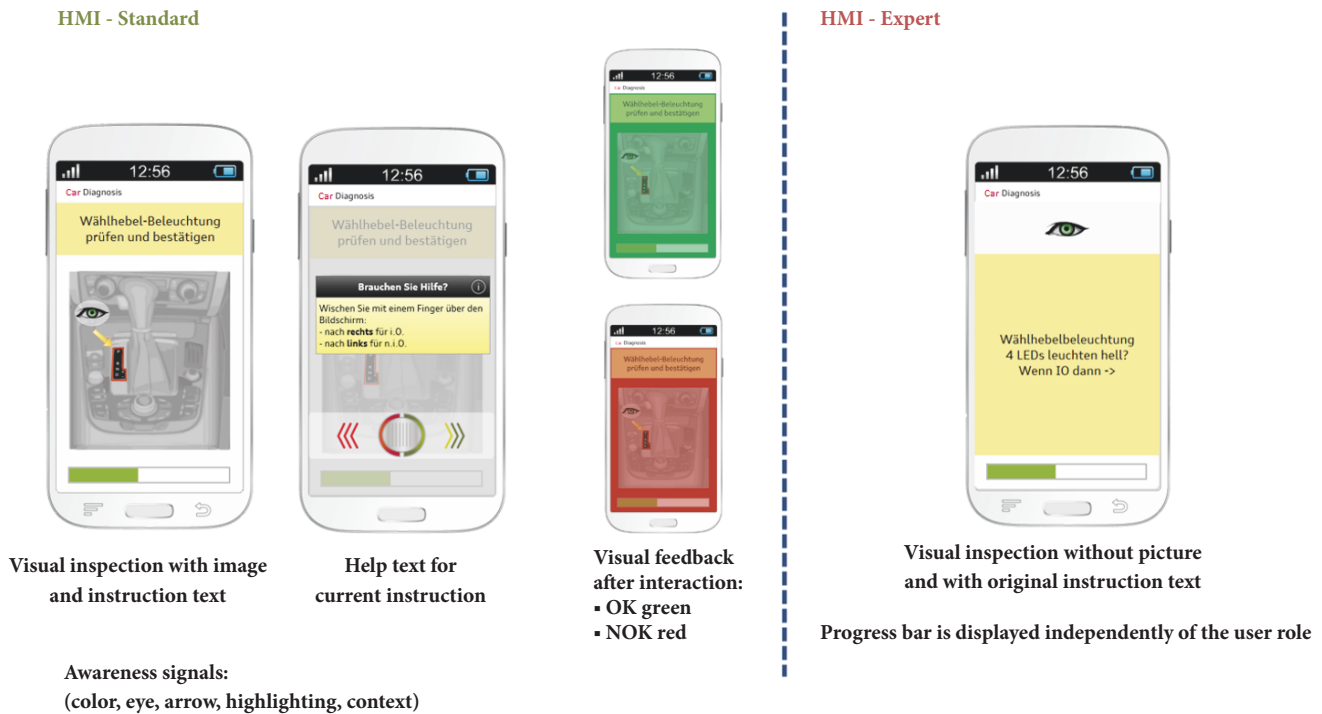 HMI - Standard
HMI - Expert
12:56
Car Diagnosis
Wählhebel-Beleuchtung
prüfen und bestätigen
12:56
Car Diagnosis
Wählhebel-Beleuchtung
prüfen und bestätigen
Brauchen Sie Hilfe?
i
Wischen Sie mit einem Finger über den
Bildschirm:
- nach rechts für i.O.
- nach links für n.i.O.
12:56
Car Diagnosis
Wählhebel-Beleuchtung
prüfen und bestätigen
12:56
Car Diagnosis
Wählhebel-Beleuchtung
prüfen und bestätigen
12:56
Car Diagnosis
Wählhebelbeleuchtung
4 LEDs leuchten hell?
Wenn IO dann ->
Visual inspection with image
and instruction text
Help text for
current instruction
Visual feedback
after interaction:
▪ OK green
▪ NOK red
Visual inspection without picture
and with original instruction text
Progress bar is displayed independently of the user role
Awareness signals:
(color, eye, arrow, highlighting, context)